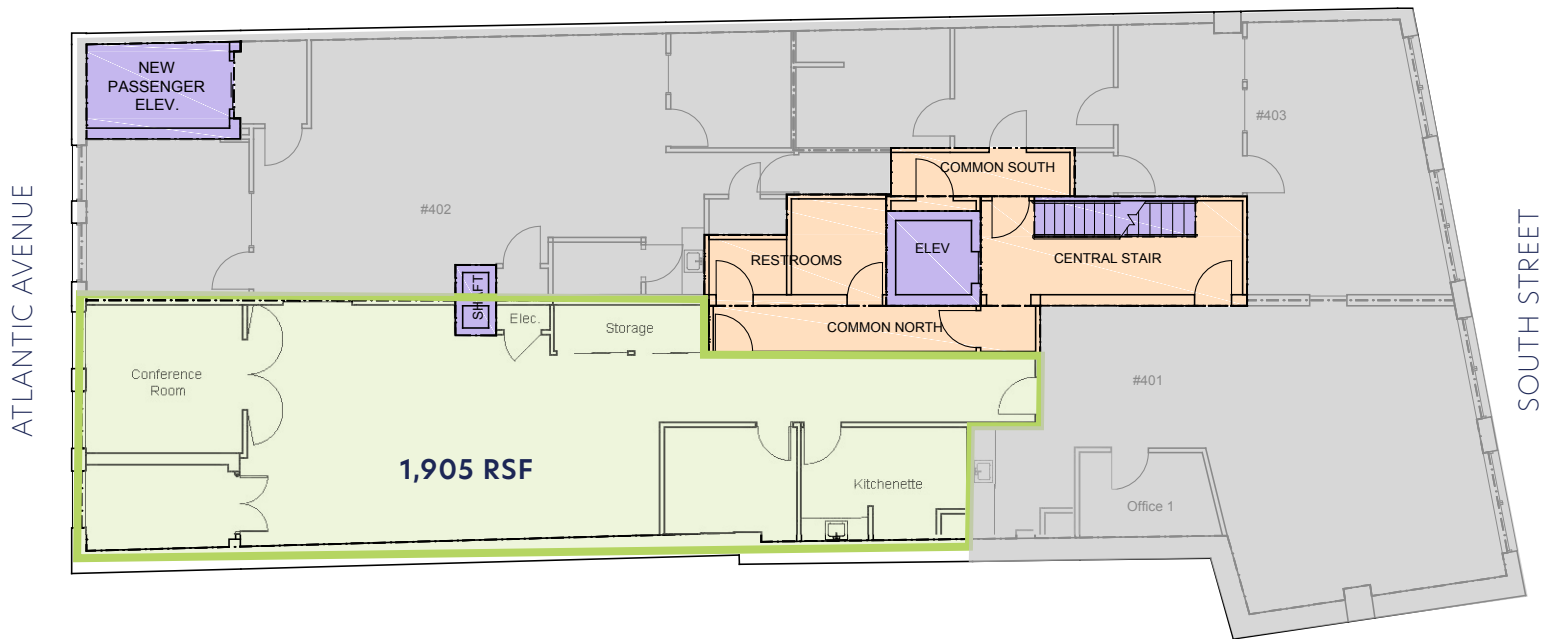 NEW
PASSENGER
ELEV.
#403
COMMON SOUTH
ATLANTIC AVENUE
#402
SOUTH STREET
ELEV
RESTROOMS
CENTRAL STAIR
SHAFT
Elec.
Storage
COMMON NORTH
Conference
Room
#401
1,905 RSF
Kitchenette
Office 1